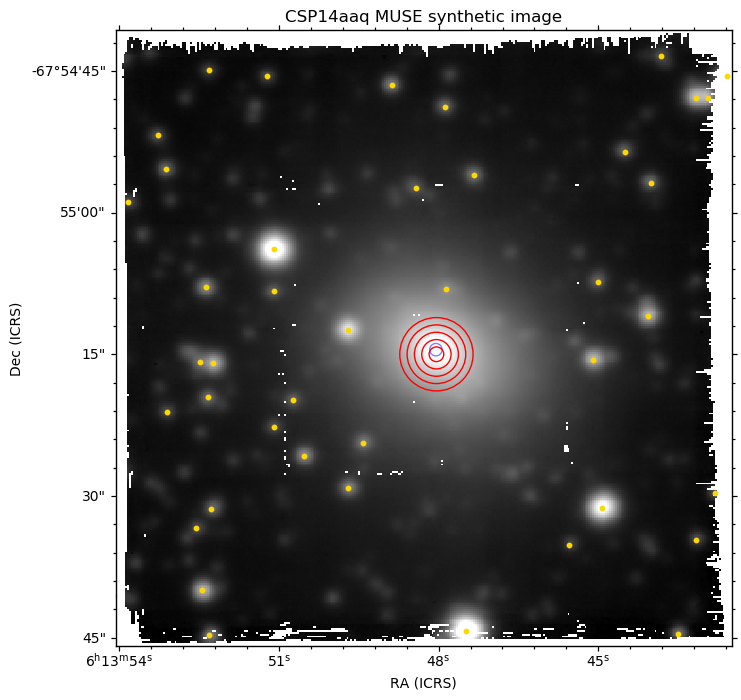 CSP14aaq MUSE synthetic image
-67°54'45"
55'00"
15"
30"
45"
Dec (ICRS)
6ʰ13ᵐ54ˢ
51ˢ
48ˢ
45ˢ
RA (ICRS)